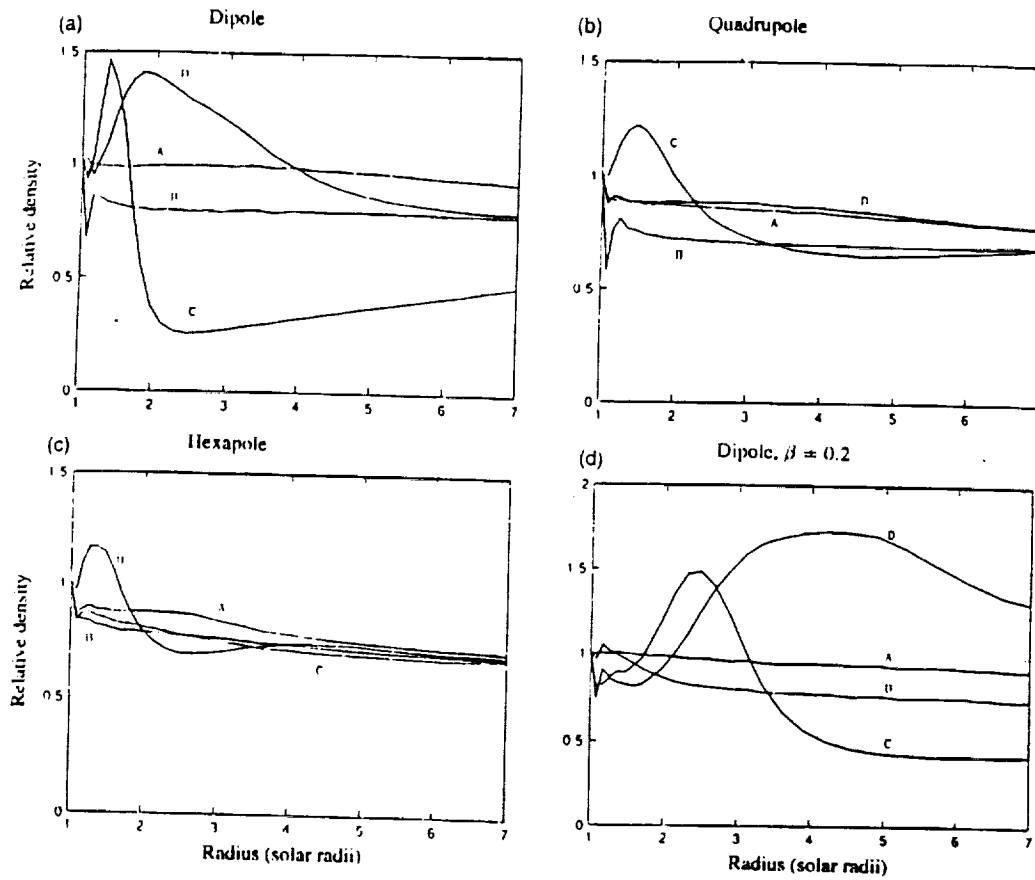 (a) Dipole
1 5
1
0 5
0
Relative density
D
A
C
1 2 3 4 5 6 7
(b) Quadrupole
1 5
1
0 5
0
C
A
1 2 3 4 5 6 7
(c) Hexapole
1 5
1
0 5
0
Relative density
A
B
C
1 2 3 4 5 6 7
Radius (solar radii)
(d) Dipole, β = 0.2
2
1 5
1
0 5
0
D
A
C
1 2 3 4 5 6 7
Radius (solar radii)